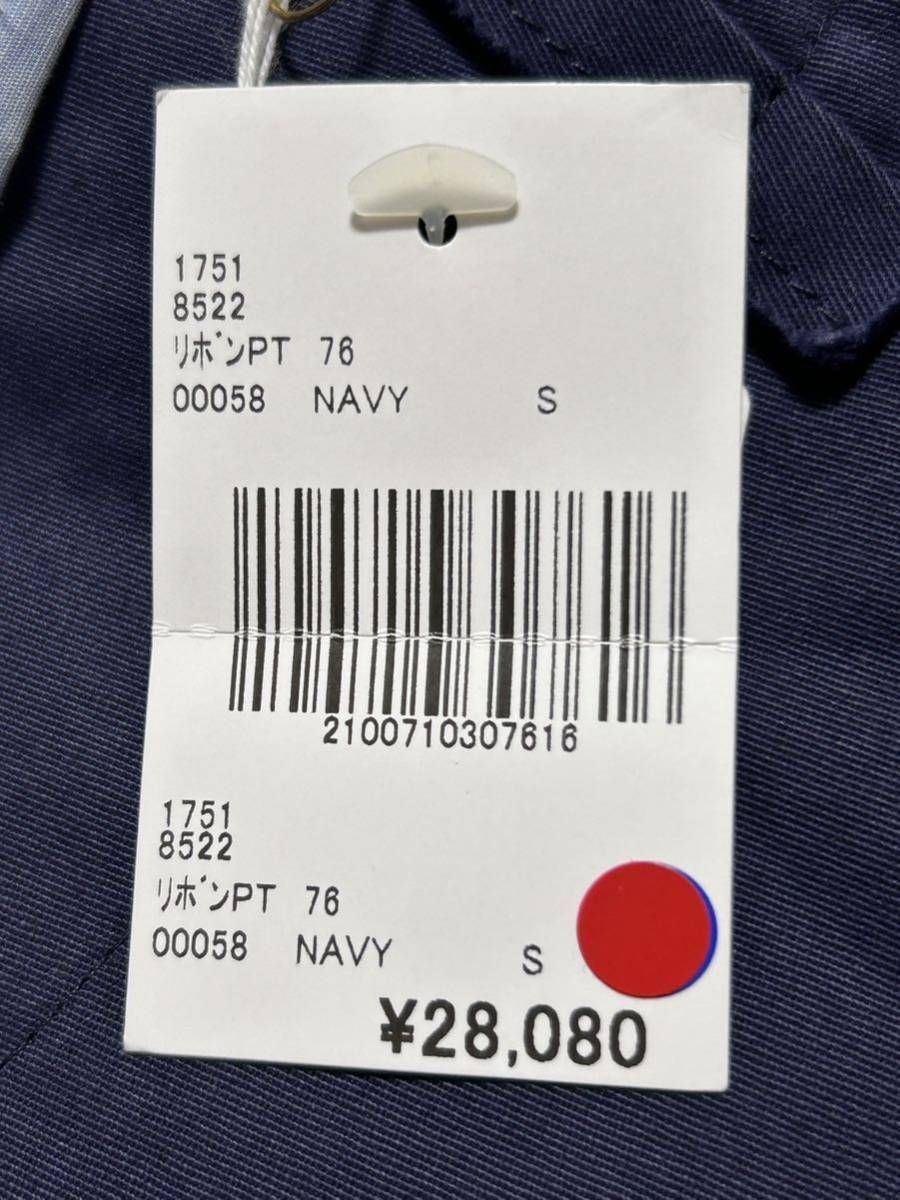 1751
8522
ﾘﾎﾞﾝPT 76
00058 NAVY S
2100710307616
1751
8522
ﾘﾎﾞﾝPT 76
00058 NAVY S
¥28,080